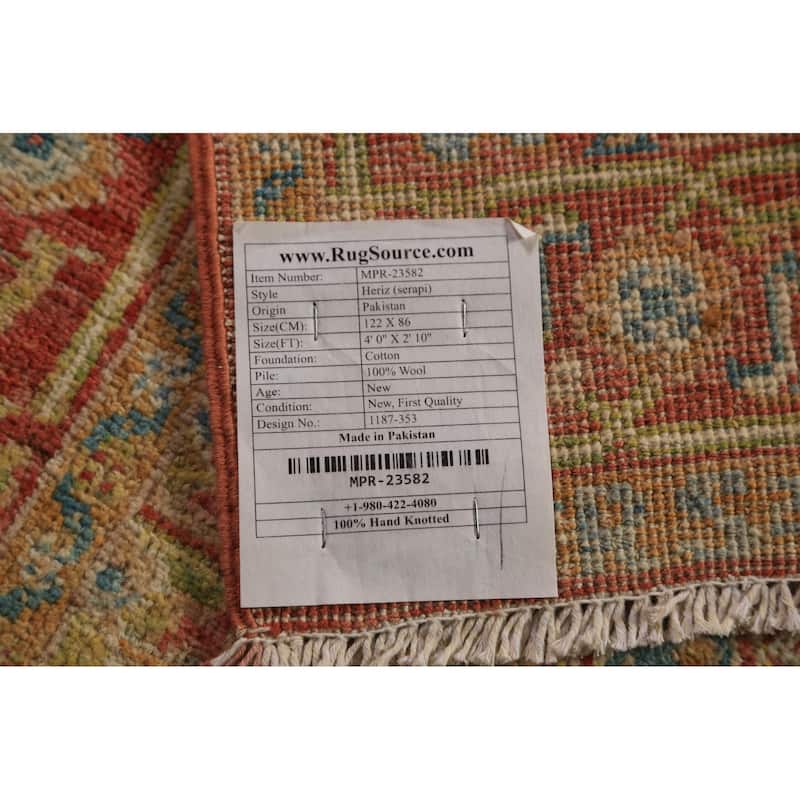 www.RugSource.com
Item Number: MPR-23582
Style Heriz (serapi)
Origin Pakistan
Size(CM): 122 X 86
Size(FT): 4' 0" X 2' 10"
Foundation: Cotton
Pile: 100% Wool
Age: New
Condition: New, First Quality
Design No.: 1187-353
Made in Pakistan
MPR-23582
+1-980-422-4080
100% Hand Knotted